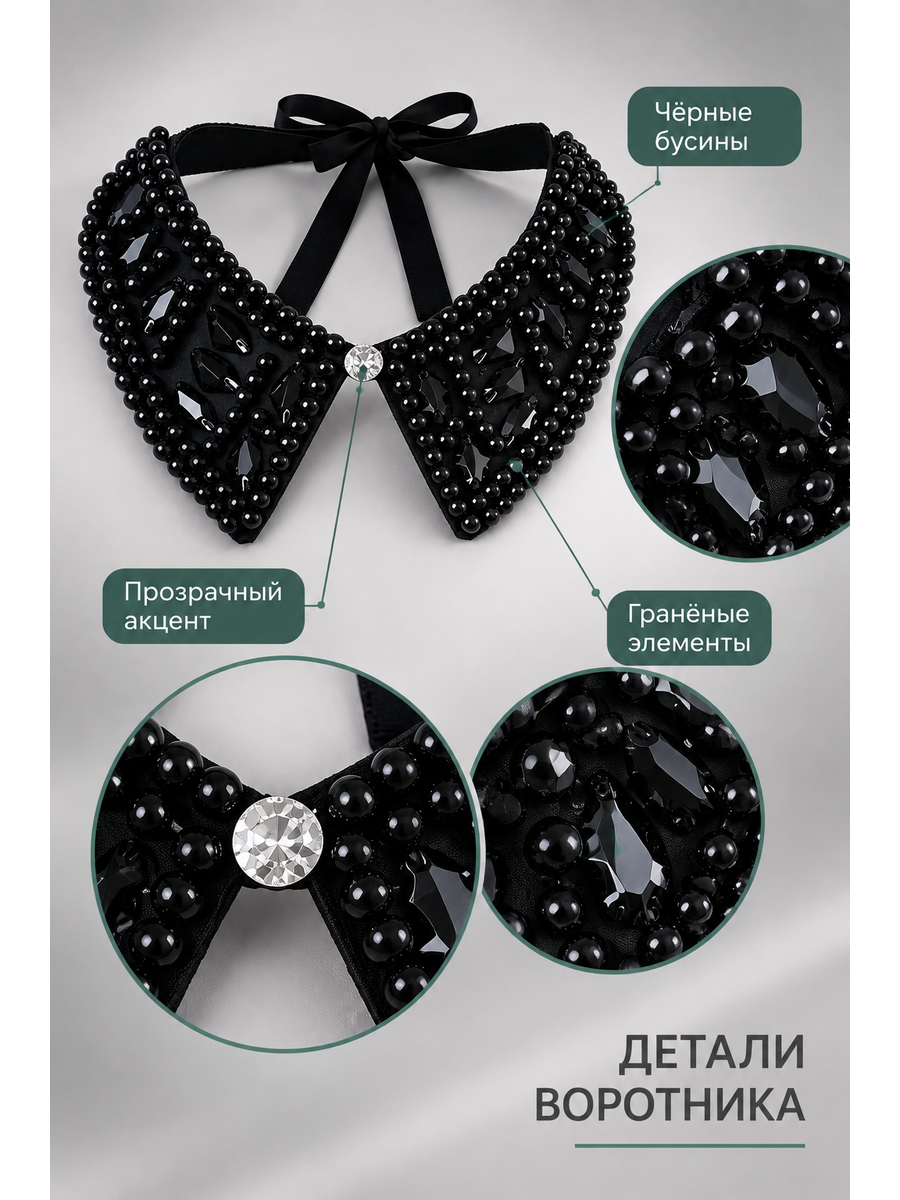 Чёрные
бусины
Прозрачный
акцент
Гранёные
элементы
ДЕТАЛИ
ВОРОТНИКА